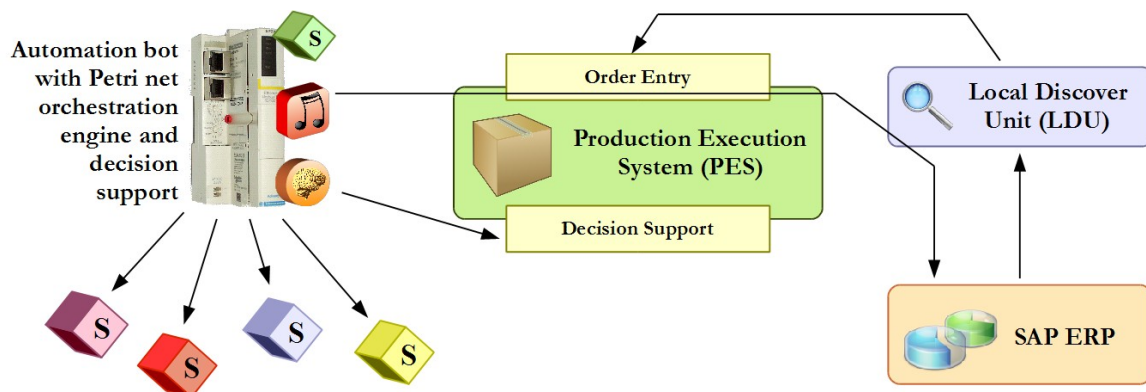 S
Automation bot
with Petri net
orchestration
engine and
decision
support
Order Entry
Production Execution
System (PES)
Decision Support
Local Discover
Unit (LDU)
SAP ERP
S
S
S
S